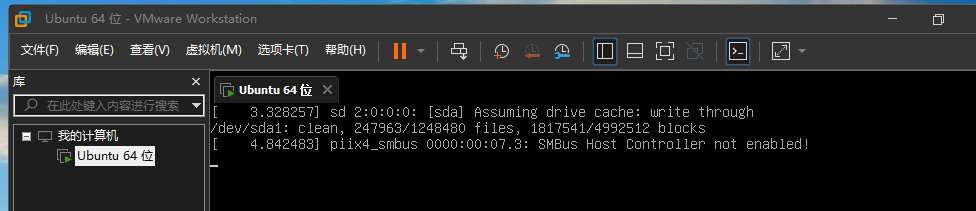 Ubuntu 64 位 - VMware Workstation
文件(F) 编辑(E) 查看(V) 虚拟机(M) 选项卡(T) 帮助(H)
库
在此处键入内容进行搜索
我的计算机
Ubuntu 64 位
Ubuntu 64 位
[    3.328257] sd 2:0:0:0: [sda] Assuming drive cache: write through
/dev/sda1: clean, 247963/1248480 files, 1817541/4992512 blocks
[    4.842483] piix4_smbus 0000:00:07.3: SMBus Host Controller not enabled!